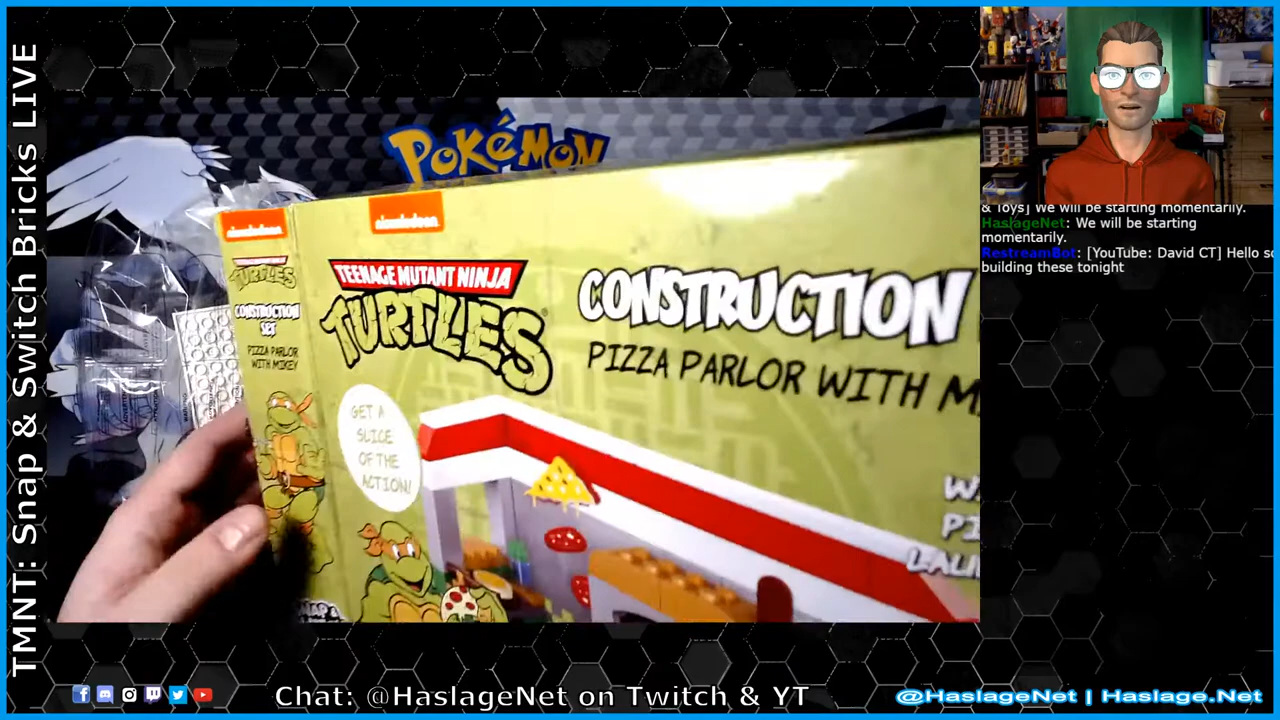 TMNT: Snap & Switch Bricks LIVE
POKÉMON
nickelodeon
nickelodeon
TURTLES
CONSTRUCTION
SET
PIZZA PARLOR
WITH MIKEY
TEENAGE MUTANT NINJA
TURTLES
CONSTRUCTION
PIZZA PARLOR WITH M
GET A
SLICE
OF THE
ACTION!
& Toys] We will be starting momentarily.
HaslageNet: We will be starting
momentarily.
RestreamBot: [YouTube: David CT] Hello so
building these tonight
Chat: @HaslageNet on Twitch & YT
@HaslageNet | Haslage.Net